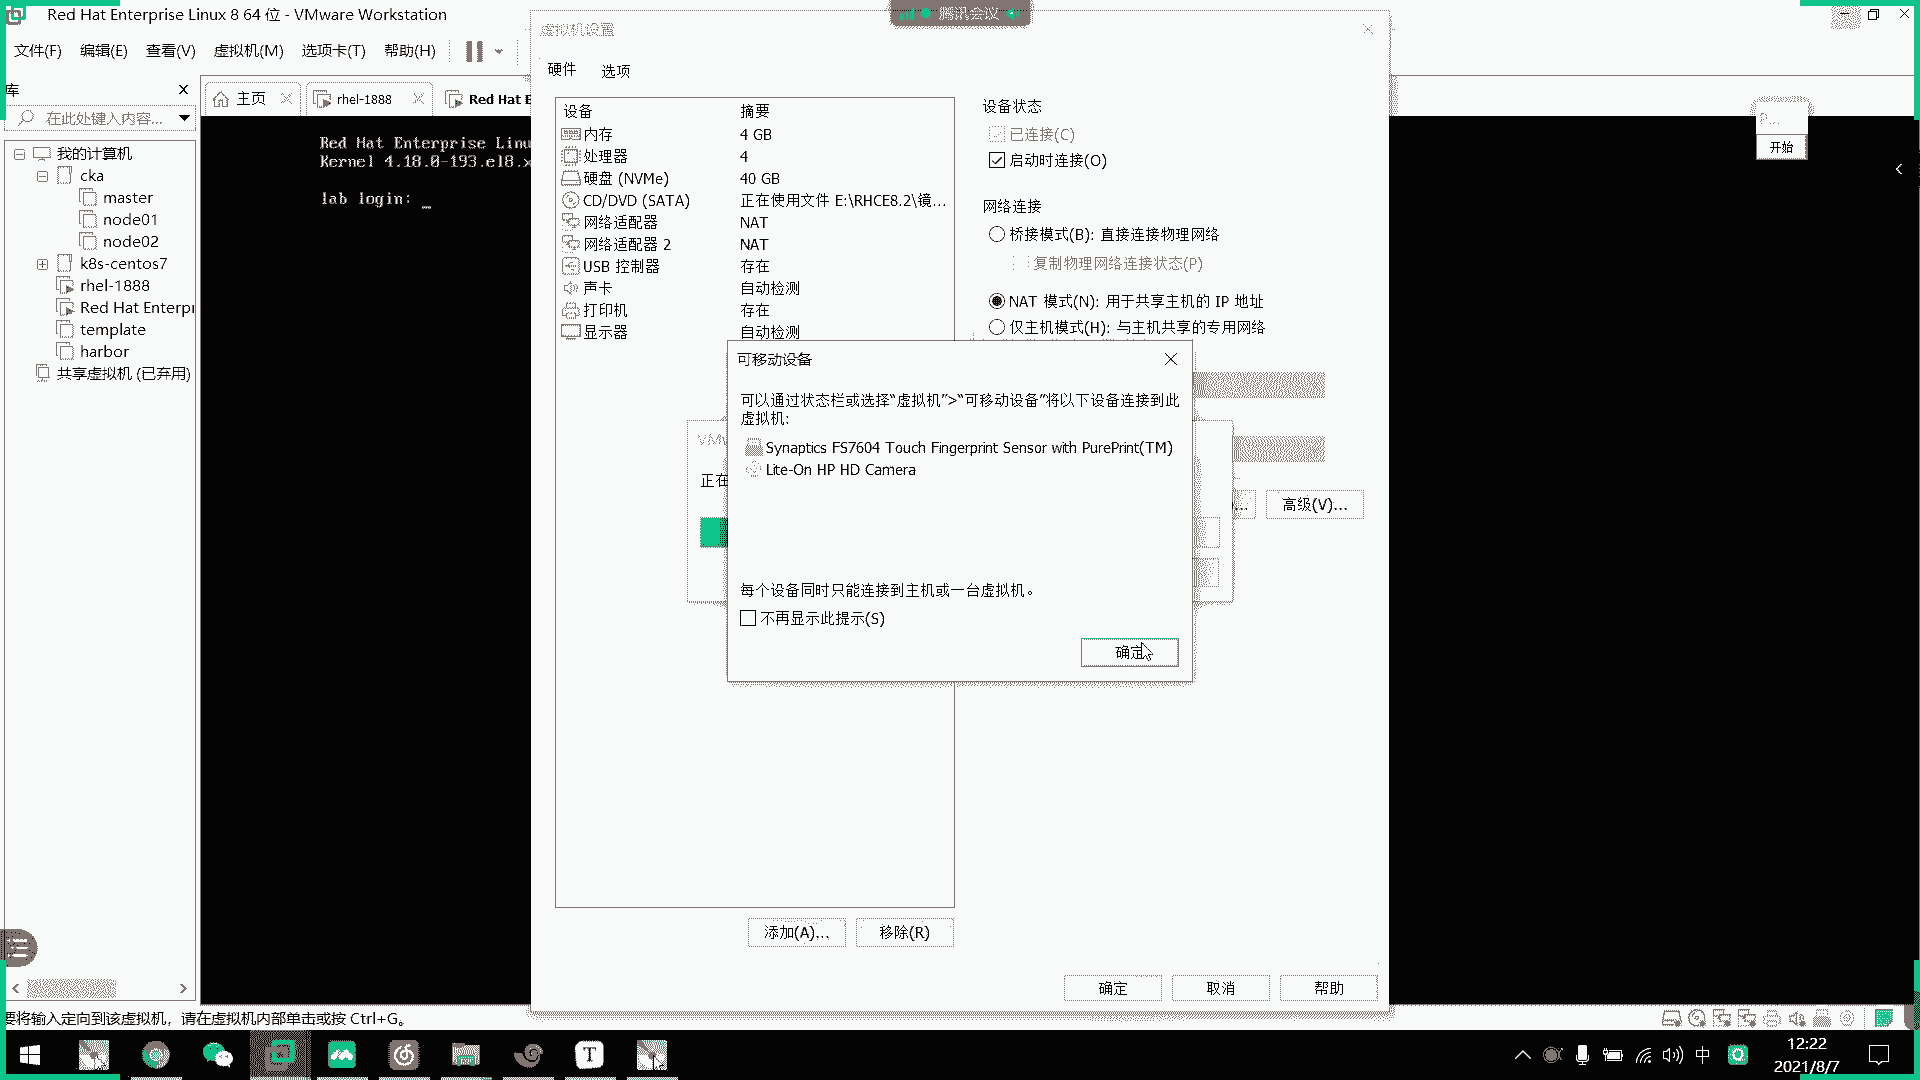 Red Hat Enterprise Linux 8 64 位 - VMware Workstation
腾讯会议
文件(F) 编辑(E) 查看(V) 虚拟机(M) 选项卡(T) 帮助(H)
库
在此处键入内容...
我的计算机
cka
master
node01
node02
k8s-centos7
rhel-1888
Red Hat Enterpr
template
harbor
共享虚拟机 (已弃用)
主页
rhel-1888
Red Hat E
Red Hat Enterprise Linu
Kernel 4.18.0-193.el8.x
lab login: _
虚拟机设置
硬件 选项
设备 摘要
内存 4 GB
处理器 4
硬盘 (NVMe) 40 GB
CD/DVD (SATA) 正在使用文件 E:\RHCE8.2\镜...
网络适配器 NAT
网络适配器 2 NAT
USB 控制器 存在
声卡 自动检测
打印机 存在
显示器 自动检测
添加(A)... 移除(R)
设备状态
已连接(C)
启动时连接(O)
网络连接
桥接模式(B): 直接连接物理网络
复制物理网络连接状态(P)
NAT 模式(N): 用于共享主机的 IP 地址
仅主机模式(H): 与主机共享的专用网络
高级(V)...
正在
可移动设备
可以通过状态栏或选择“虚拟机”>“可移动设备”将以下设备连接到此
虚拟机:
Synaptics FS7604 Touch Fingerprint Sensor with PurePrint(TM)
Lite-On HP HD Camera
每个设备同时只能连接到主机或一台虚拟机。
不再显示此提示(S)
确定
确定 取消 帮助
P...
开始
要将输入定向到该虚拟机，请在虚拟机内部单击或按 Ctrl+G。
T
中
12:22
2021/8/7